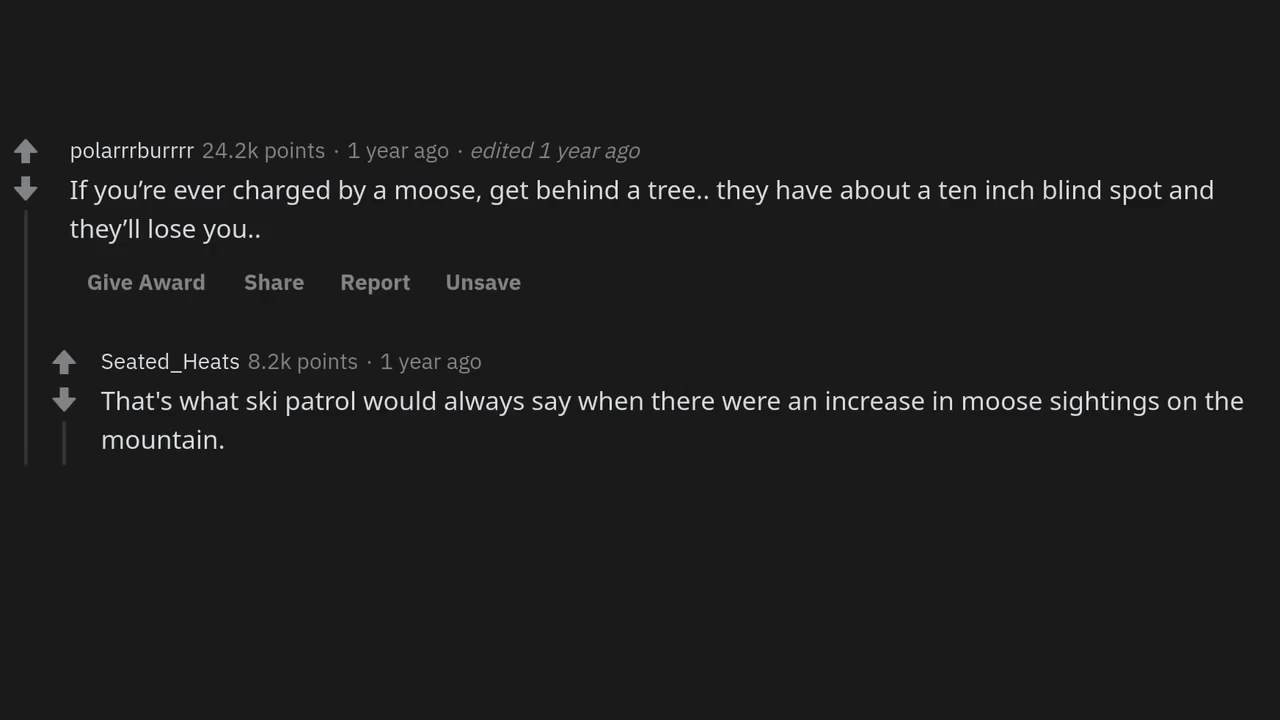 polarrrburrrr 24.2k points · 1 year ago · edited 1 year ago
If you’re ever charged by a moose, get behind a tree.. they have about a ten inch blind spot and
they’ll lose you..
Give Award Share Report Unsave
Seated_Heats 8.2k points · 1 year ago
That's what ski patrol would always say when there were an increase in moose sightings on the
mountain.